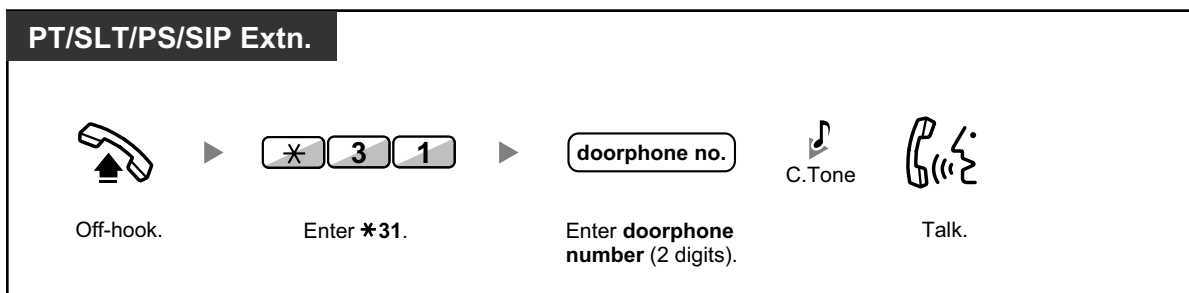 PT/SLT/PS/SIP Extn.
* 3 1
doorphone no.
C.Tone
Off-hook.
Enter *31.
Enter doorphone
number (2 digits).
Talk.